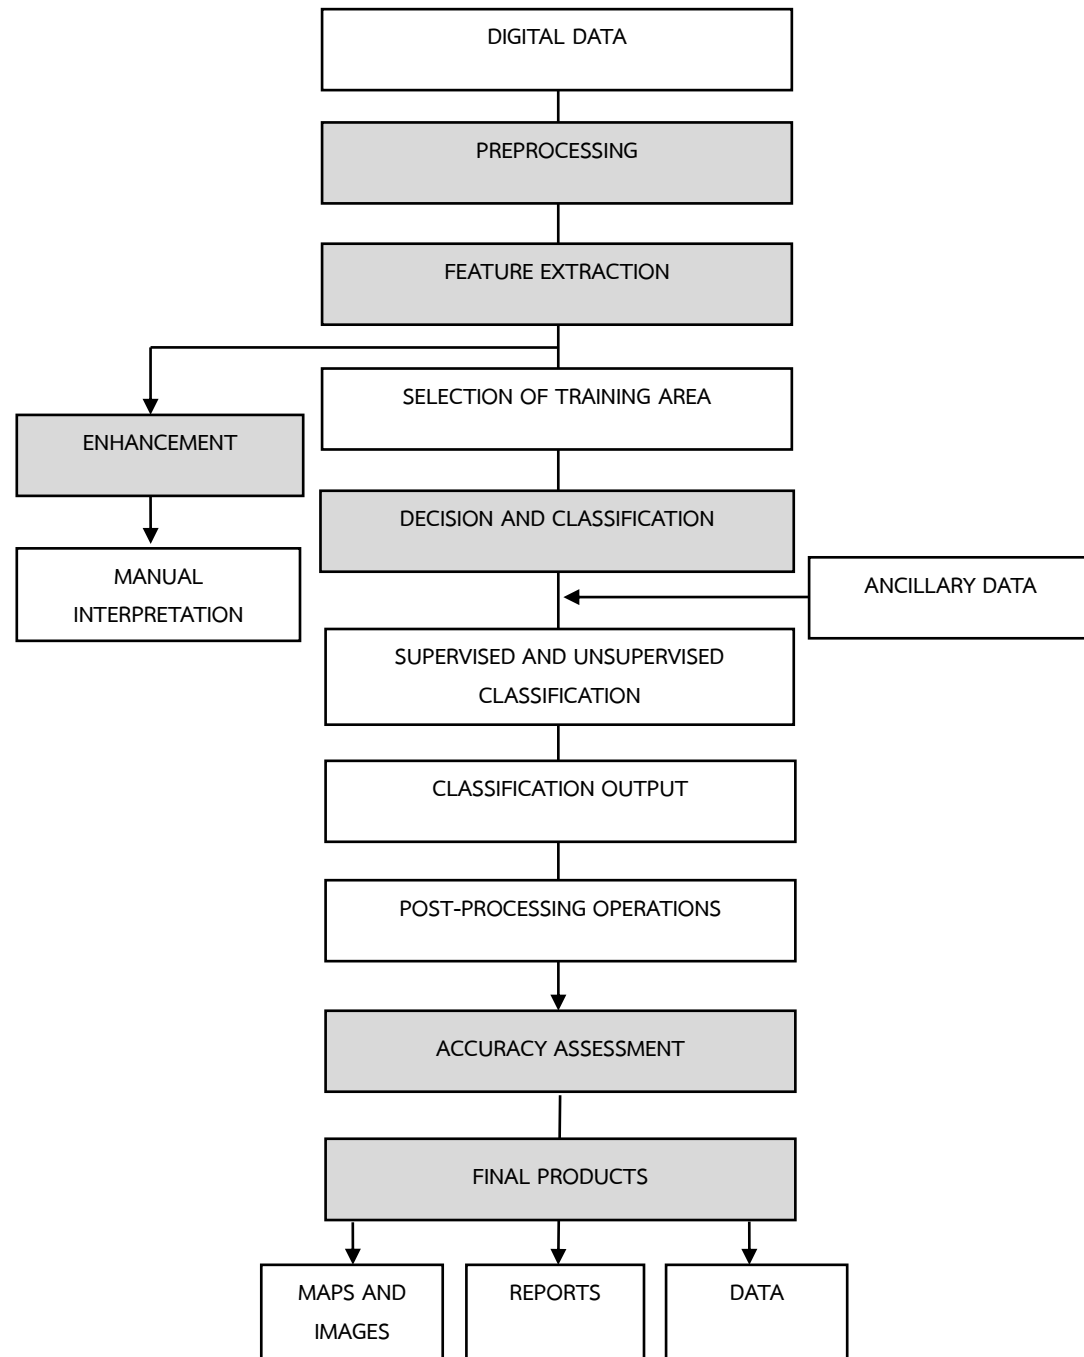 DIGITAL DATA
PREPROCESSING
FEATURE EXTRACTION
SELECTION OF TRAINING AREA
ENHANCEMENT
DECISION AND CLASSIFICATION
MANUAL
INTERPRETATION
ANCILLARY DATA
SUPERVISED AND UNSUPERVISED
CLASSIFICATION
CLASSIFICATION OUTPUT
POST-PROCESSING OPERATIONS
ACCURACY ASSESSMENT
FINAL PRODUCTS
MAPS AND
IMAGES
REPORTS
DATA